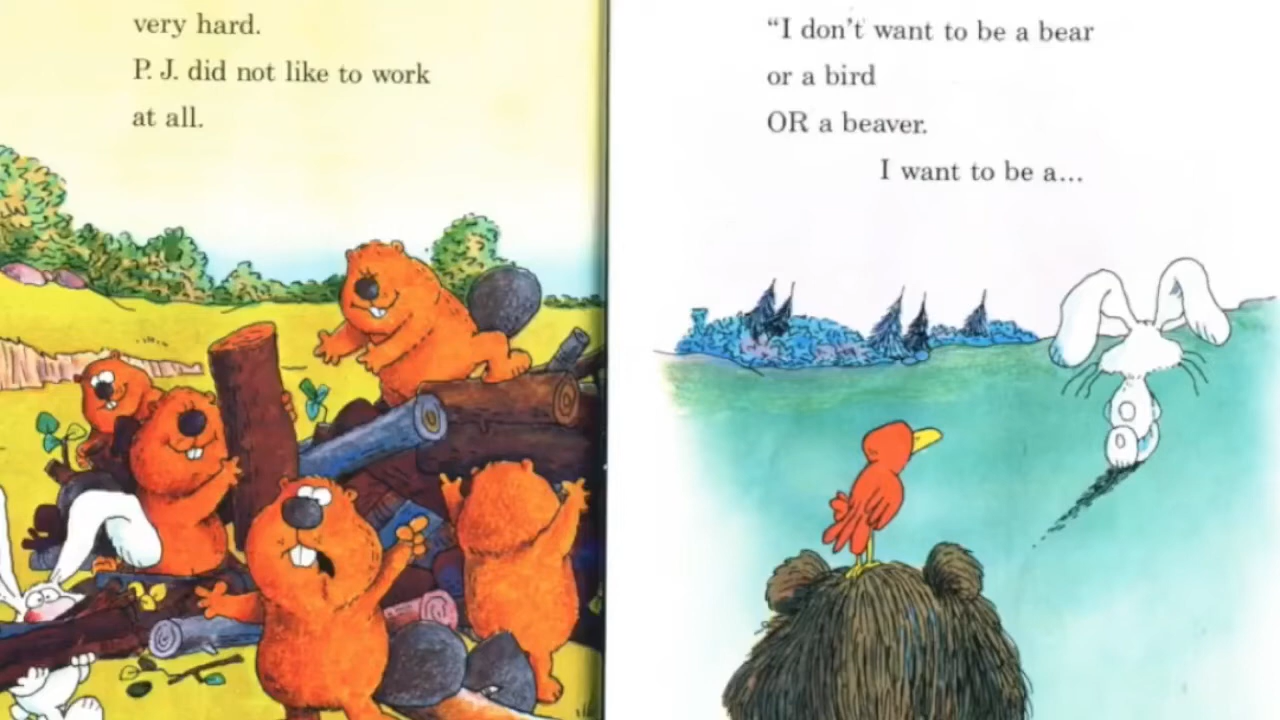 very hard.
P. J. did not like to work
at all.
“I don’t want to be a bear
or a bird
OR a beaver.
I want to be a...